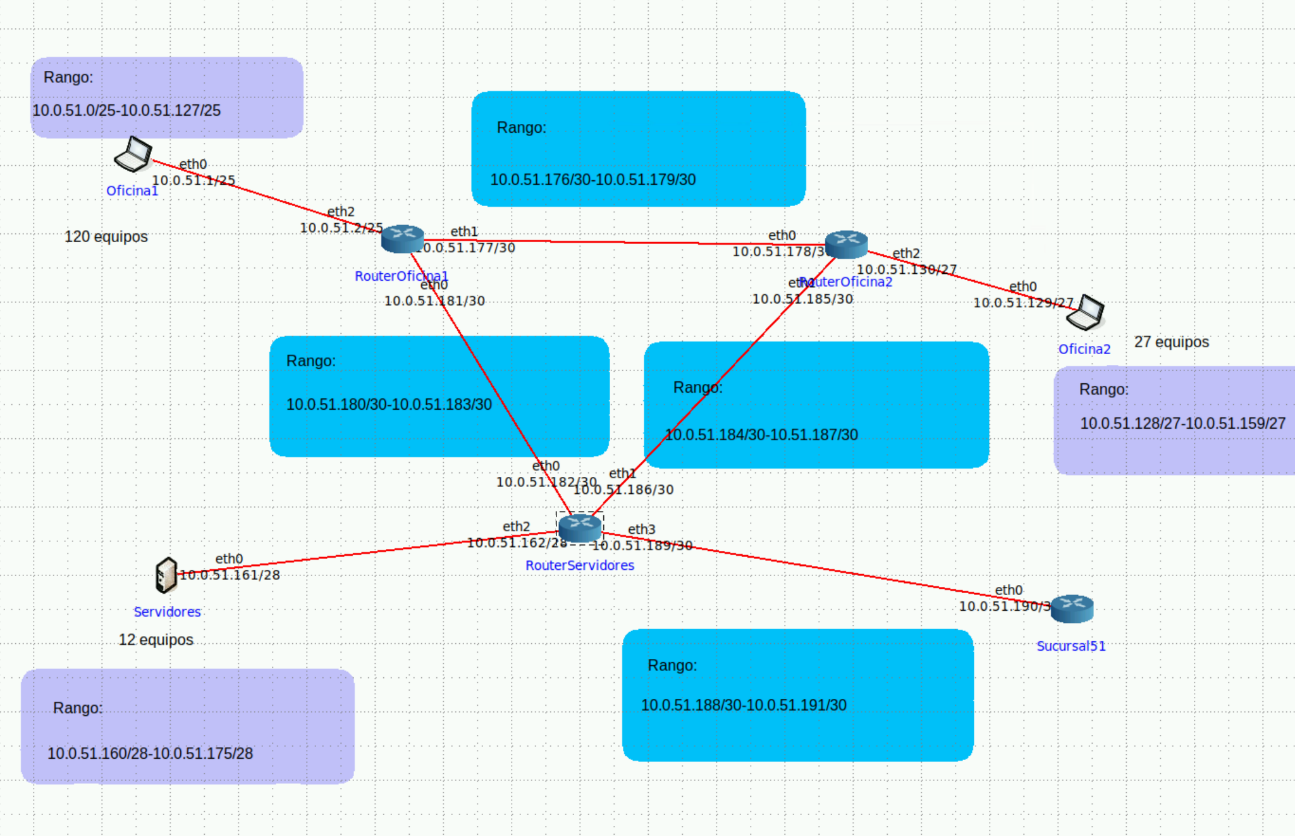 Rango:
10.0.51.0/25-10.0.51.127/25
eth0
10.0.51.1/25
Oficina1
120 equipos
eth2
10.0.51.2/25
eth1
10.0.51.177/30
RouterOficina1
eth0
10.0.51.181/30
Rango:
10.0.51.176/30-10.0.51.179/30
eth0
10.0.51.178/30
eth2
10.0.51.130/27
RouterOficina2
eth1
10.0.51.185/30
eth0
10.0.51.129/27
Oficina2
27 equipos
Rango:
10.0.51.128/27-10.0.51.159/27
Rango:
10.0.51.180/30-10.0.51.183/30
Rango:
10.0.51.184/30-10.51.187/30
eth0
10.0.51.182/30
eth1
10.0.51.186/30
eth2
10.0.51.162/28
eth3
10.0.51.189/30
RouterServidores
eth0
10.0.51.161/28
Servidores
12 equipos
eth0
10.0.51.190/3
Sucursal51
Rango:
10.0.51.188/30-10.0.51.191/30
Rango:
10.0.51.160/28-10.0.51.175/28